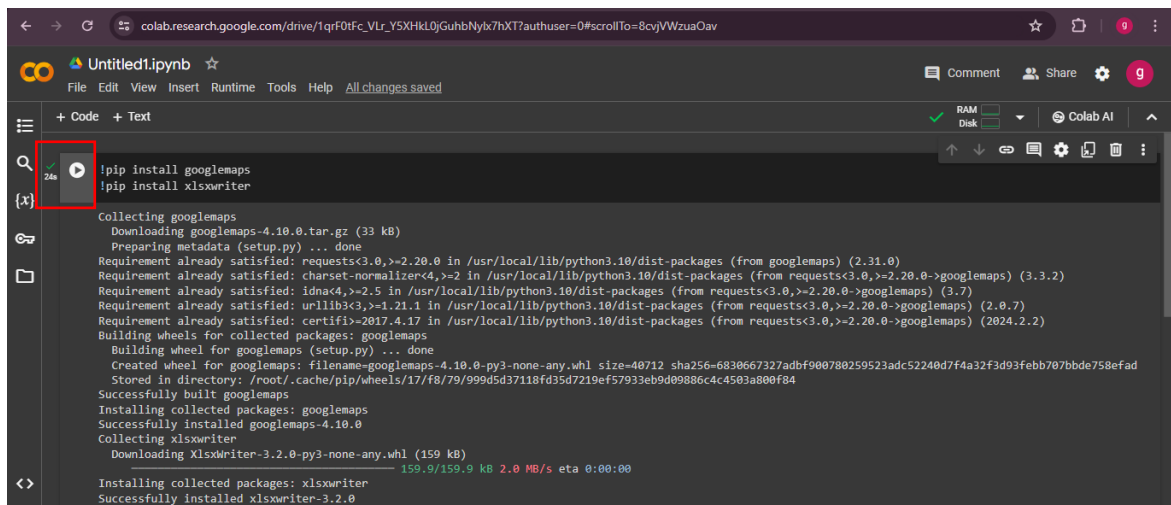 colab.research.google.com/drive/1qrF0tFc_VLr_Y5XHkL0jGuhbNylx7hXT?authuser=0#scrollTo=8cvjVWzuaOav
g
CO
Untitled1.ipynb
File Edit View Insert Runtime Tools Help All changes saved
Comment
Share
g
+ Code + Text
RAM
Disk
Colab AI
24s
{x}
!pip install googlemaps
!pip install xlsxwriter
Collecting googlemaps
Downloading googlemaps-4.10.0.tar.gz (33 kB)
Preparing metadata (setup.py) ... done
Requirement already satisfied: requests<3.0,>=2.20.0 in /usr/local/lib/python3.10/dist-packages (from googlemaps) (2.31.0)
Requirement already satisfied: charset-normalizer<4,>=2 in /usr/local/lib/python3.10/dist-packages (from requests<3.0,>=2.20.0->googlemaps) (3.3.2)
Requirement already satisfied: idna<4,>=2.5 in /usr/local/lib/python3.10/dist-packages (from requests<3.0,>=2.20.0->googlemaps) (3.7)
Requirement already satisfied: urllib3<3,>=1.21.1 in /usr/local/lib/python3.10/dist-packages (from requests<3.0,>=2.20.0->googlemaps) (2.0.7)
Requirement already satisfied: certifi>=2017.4.17 in /usr/local/lib/python3.10/dist-packages (from requests<3.0,>=2.20.0->googlemaps) (2024.2.2)
Building wheels for collected packages: googlemaps
Building wheel for googlemaps (setup.py) ... done
Created wheel for googlemaps: filename=googlemaps-4.10.0-py3-none-any.whl size=40712 sha256=6830667327adbf900780259523adc52240d7f4a32f3d93febb707bbde758efad
Stored in directory: /root/.cache/pip/wheels/17/f8/79/999d5d37118fd35d7219ef57933eb9d09886c4c4503a800f84
Successfully built googlemaps
Installing collected packages: googlemaps
Successfully installed googlemaps-4.10.0
Collecting xlsxwriter
Downloading XlsxWriter-3.2.0-py3-none-any.whl (159 kB)
159.9/159.9 kB 2.0 MB/s eta 0:00:00
Installing collected packages: xlsxwriter
Successfully installed xlsxwriter-3.2.0